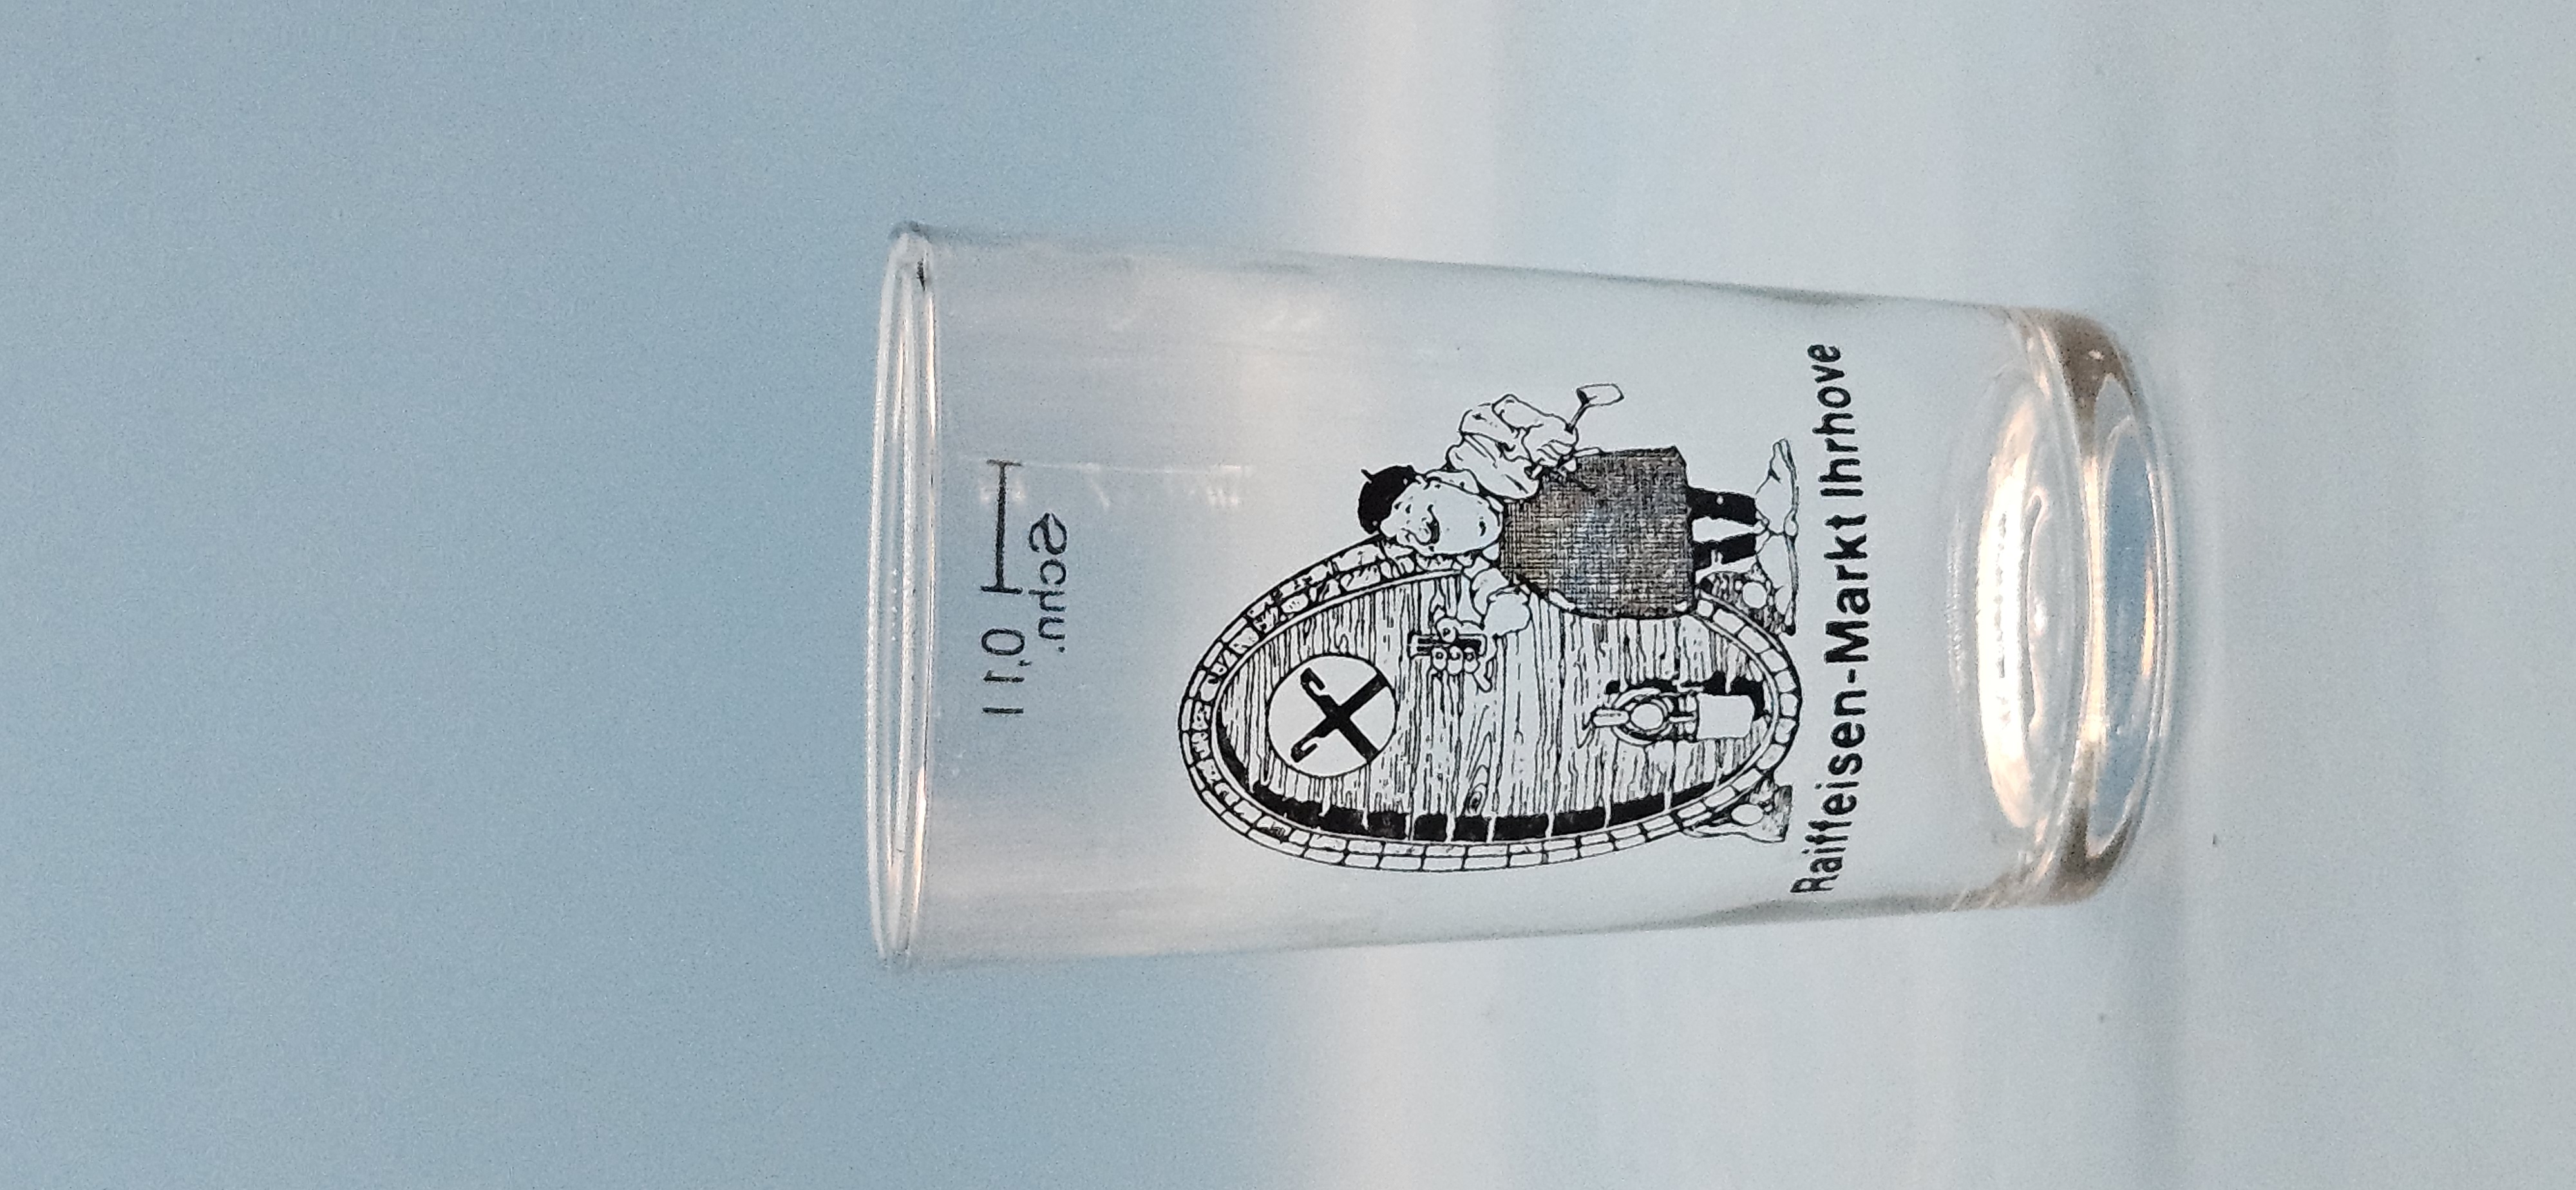 0,1 l
Schn.
Raiffeisen-Markt Ihrhove